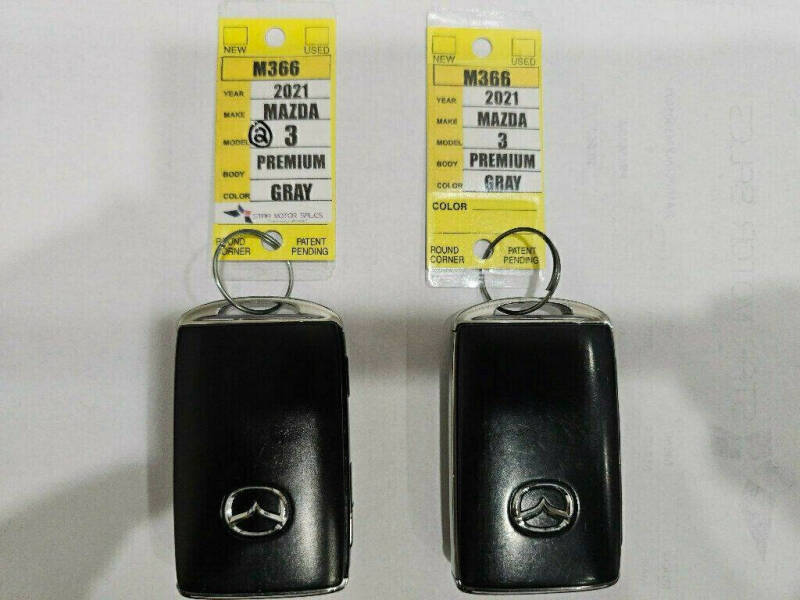 NEW USED
M366
YEAR 2021
MAKE MAZDA
MODEL 3
②
BODY PREMIUM
COLOR GRAY
STAR MOTOR SALES
ROUND CORNER PATENT PENDING
NEW USED
M366
YEAR 2021
MAKE MAZDA
MODEL 3
BODY PREMIUM
COLOR GRAY
COLOR
ROUND CORNER PATENT PENDING